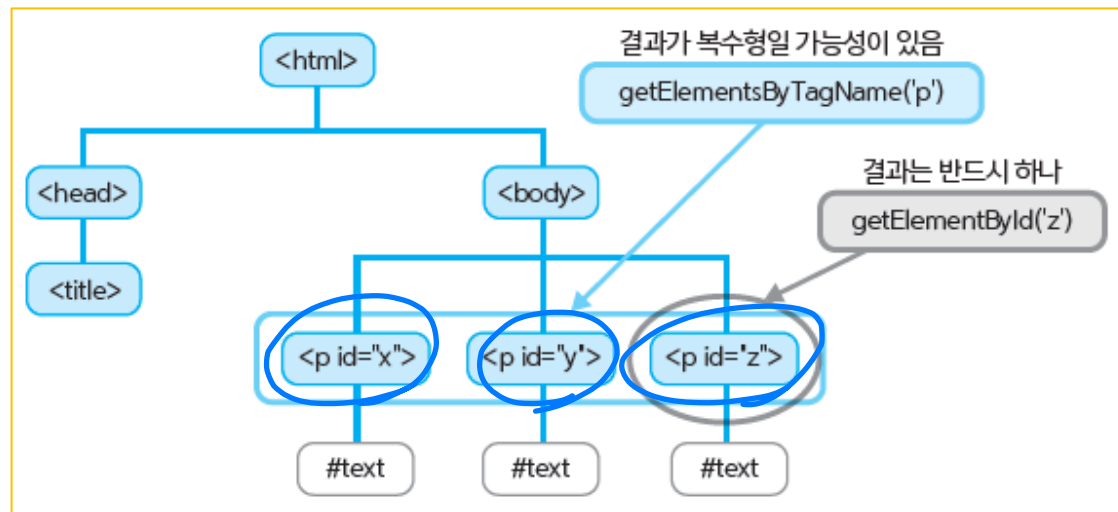 결과가 복수형일 가능성이 있음
<html>
getElementsByTagName('p')
결과는 반드시 하나
<head>
<body>
getElementById('z')
<title>
<p id="x">
<p id="y">
<p id="z">
#text
#text
#text